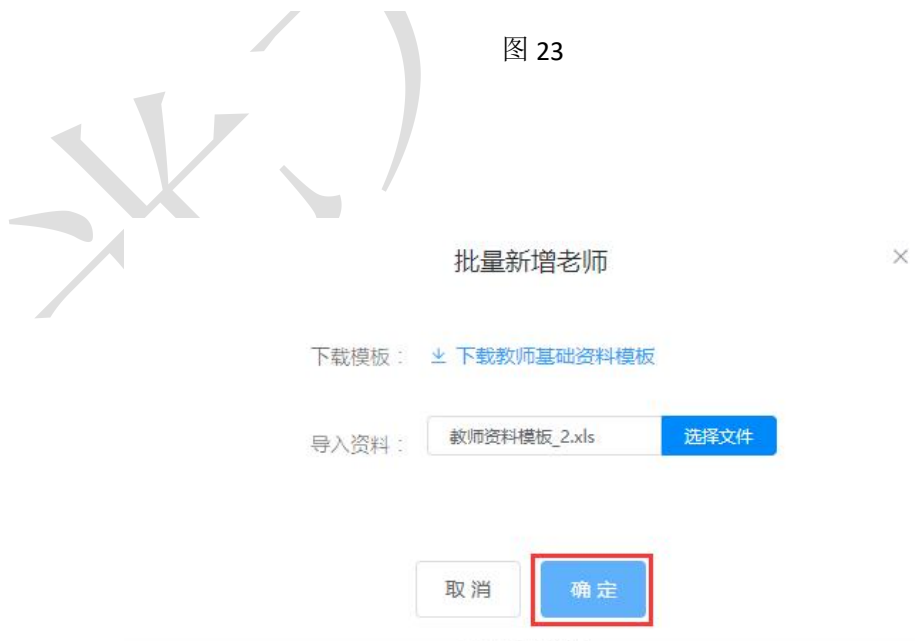 图 23
批量新增老师
下载模板： 下载教师基础资料模板
导入资料： 教师资料模板_2.xls 选择文件
取消 确定